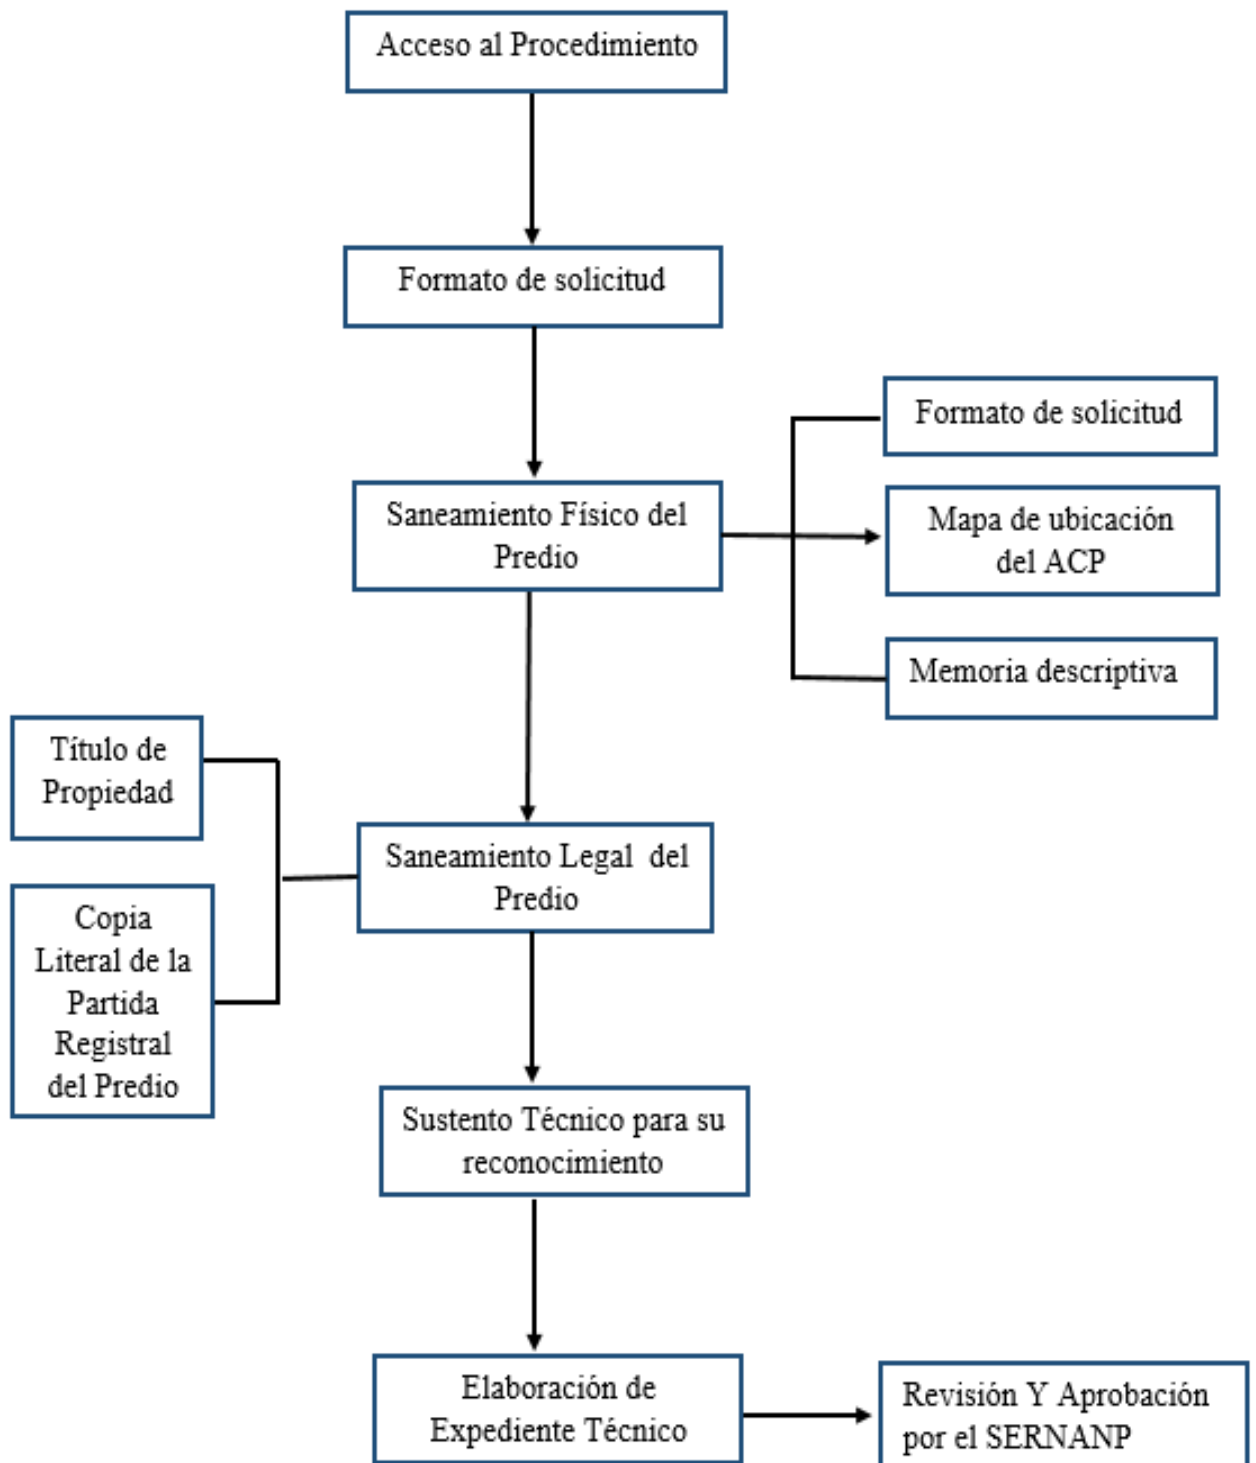 Acceso al Procedimiento
Formato de solicitud
Formato de solicitud
Saneamiento Físico del
Predio
Mapa de ubicación
del ACP
Memoria descriptiva
Título de
Propiedad
Saneamiento Legal del
Predio
Copia
Literal de la
Partida
Registral
del Predio
Sustento Técnico para su
reconocimiento
Elaboración de
Expediente Técnico
Revisión Y Aprobación
por el SERNANP